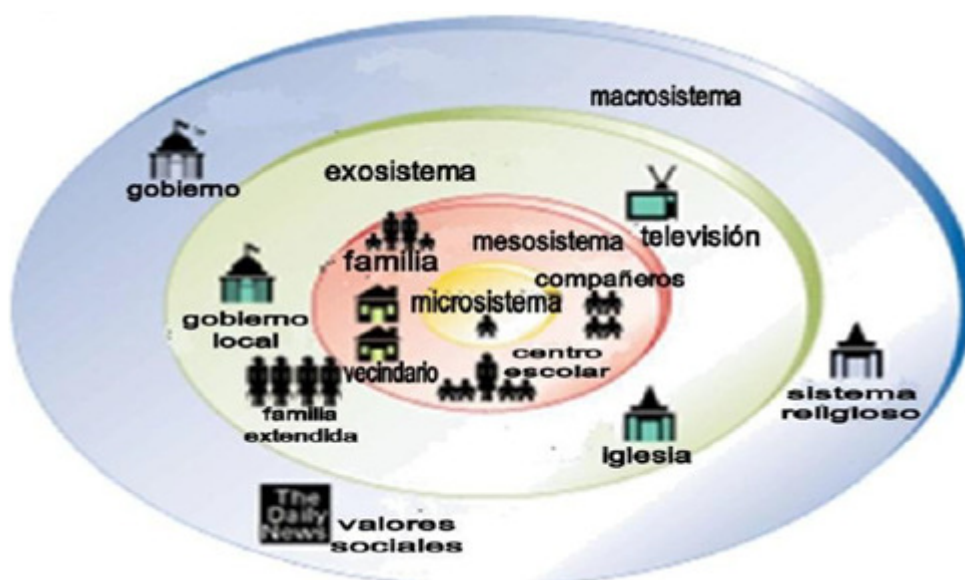 macrosistema
gobierno
exosistema
televisión
mesosistema
familia
compañeros
microsistema
gobierno
local
centro
escolar
vecindario
familia
extendida
iglesia
sistema
religioso
The
Daily
News
valores
sociales